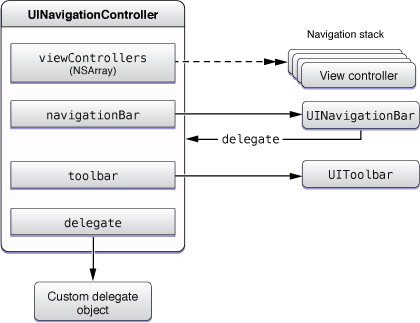 UINavigationController
Navigation stack
viewControllers
(NSArray)
View controller
navigationBar
UINavigationBar
delegate
toolbar
UIToolbar
delegate
Custom delegate
object